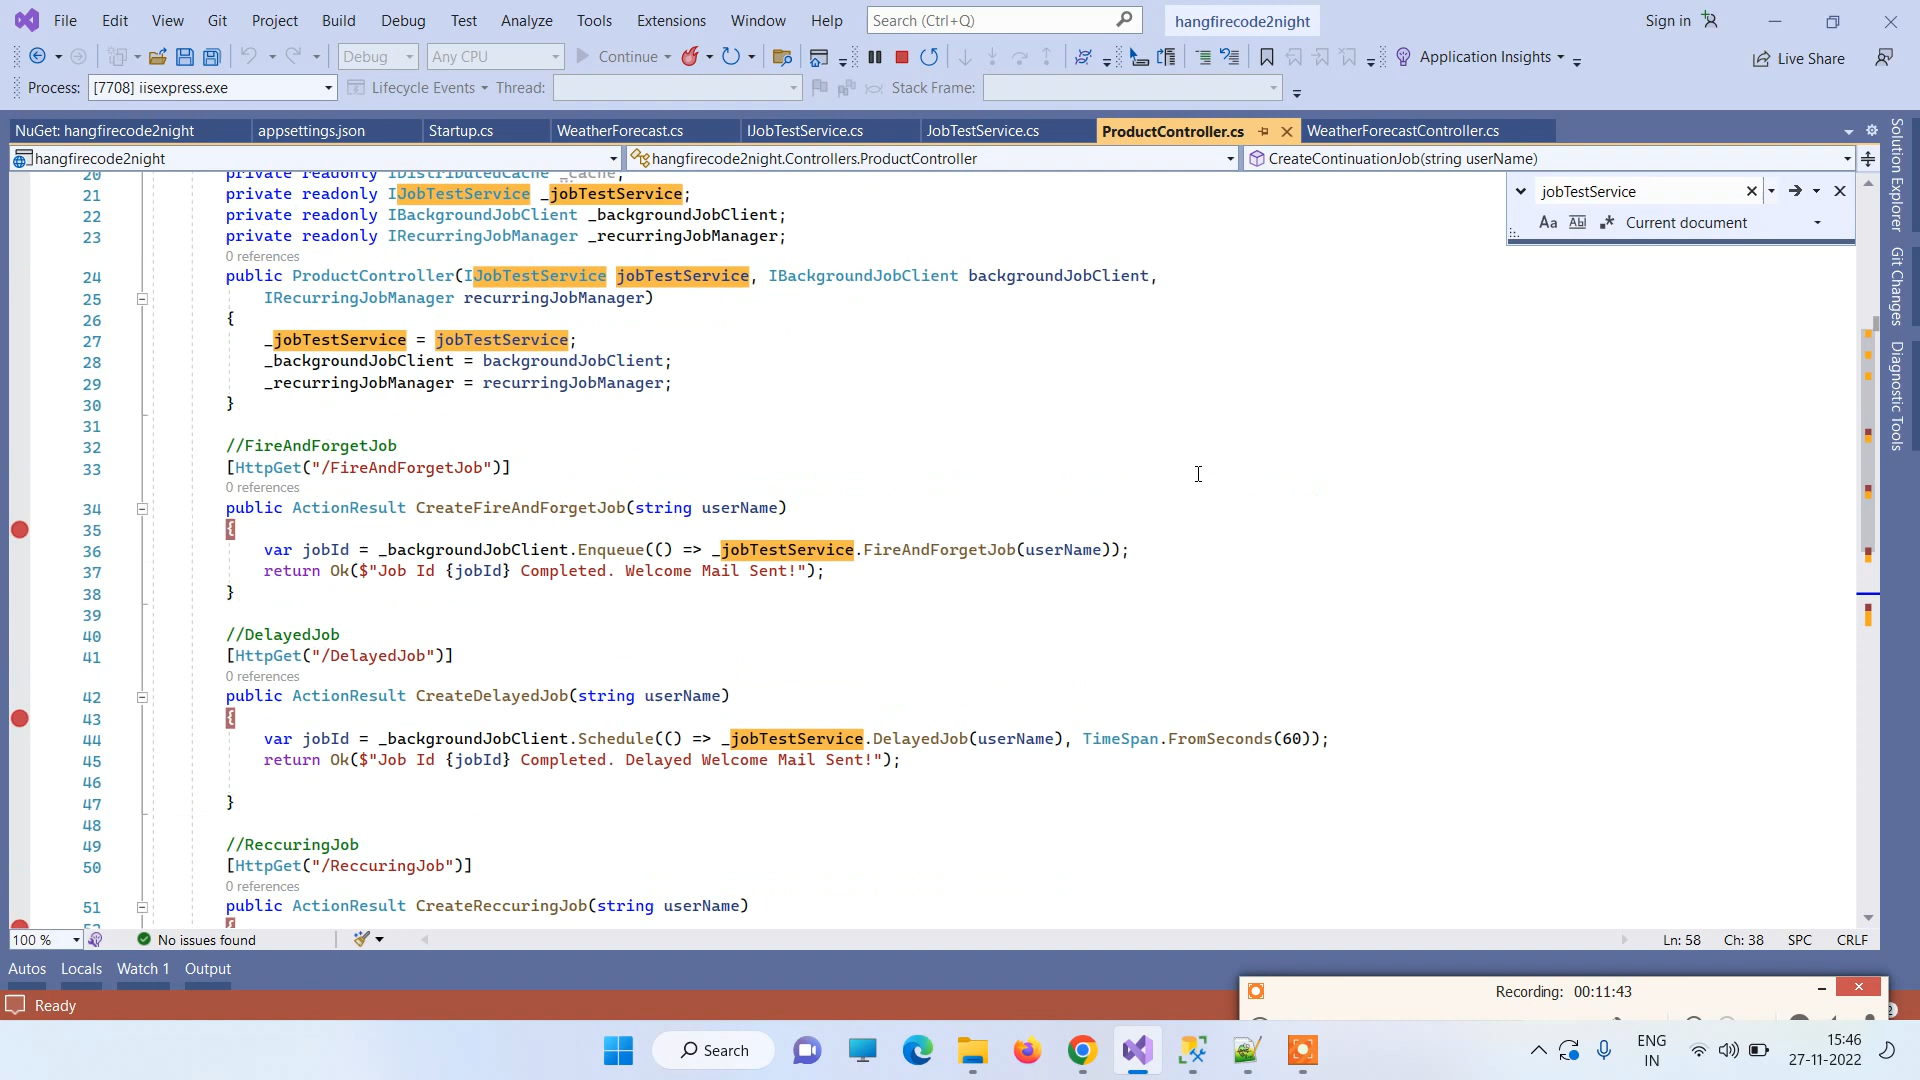 File Edit View Git Project Build Debug Test Analyze Tools Extensions Window Help Search (Ctrl+Q) hangfirecode2night Sign in
Debug Any CPU Continue Application Insights Live Share
Process: [7708] iisexpress.exe Lifecycle Events Thread: Stack Frame:
NuGet: hangfirecode2night appsettings.json Startup.cs WeatherForecast.cs IJobTestService.cs JobTestService.cs ProductController.cs WeatherForecastController.cs
hangfirecode2night hangfirecode2night.Controllers.ProductController CreateContinuationJob(string userName)
20 private readonly IDistributedCache _cache;
21 private readonly IJobTestService _jobTestService;
22 private readonly IBackgroundJobClient _backgroundJobClient;
23 private readonly IRecurringJobManager _recurringJobManager;
0 references
24 public ProductController(IJobTestService jobTestService, IBackgroundJobClient backgroundJobClient,
25 IRecurringJobManager recurringJobManager)
26 {
27 _jobTestService = jobTestService;
28 _backgroundJobClient = backgroundJobClient;
29 _recurringJobManager = recurringJobManager;
30 }
31
32 //FireAndForgetJob
33 [HttpGet("/FireAndForgetJob")]
0 references
34 public ActionResult CreateFireAndForgetJob(string userName)
35 {
36 var jobId = _backgroundJobClient.Enqueue(() => _jobTestService.FireAndForgetJob(userName));
37 return Ok($"Job Id {jobId} Completed. Welcome Mail Sent!");
38 }
39
40 //DelayedJob
41 [HttpGet("/DelayedJob")]
0 references
42 public ActionResult CreateDelayedJob(string userName)
43 {
44 var jobId = _backgroundJobClient.Schedule(() => _jobTestService.DelayedJob(userName), TimeSpan.FromSeconds(60));
45 return Ok($"Job Id {jobId} Completed. Delayed Welcome Mail Sent!");
46
47 }
48
49 //ReccuringJob
50 [HttpGet("/ReccuringJob")]
0 references
51 public ActionResult CreateReccuringJob(string userName)
52 {
jobTestService
Aa Abl Current document
Solution Explorer
Git Changes
Diagnostic Tools
100 % No issues found Ln: 58 Ch: 38 SPC CRLF
Autos Locals Watch 1 Output
Ready
Recording: 00:11:43
Search
ENG
IN
15:46
27-11-2022